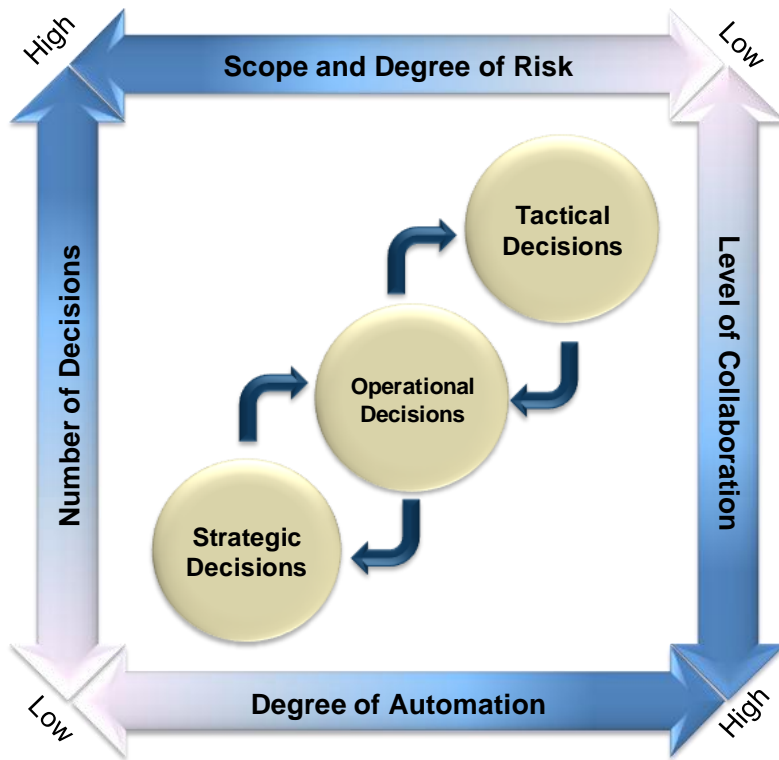 High
Low
Scope and Degree of Risk
Tactical
Decisions
Number of Decisions
Level of Collaboration
Operational
Decisions
Strategic
Decisions
Degree of Automation
Low
High